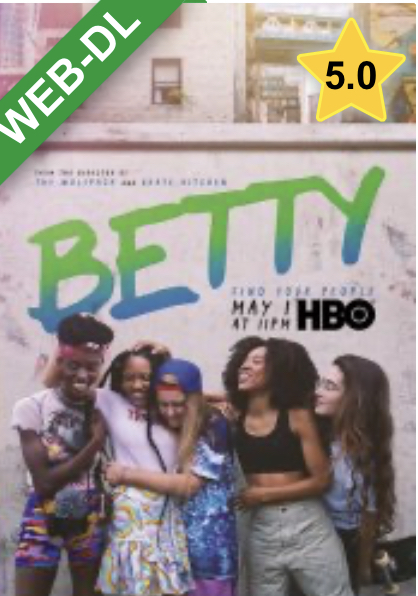 WEB-DL
5.0
FROM THE DIRECTOR OF
THE WOLFPACK AND SKATE KITCHEN
BETTY
FIND YOUR PEOPLE
MAY 1
AT 11PM HBO